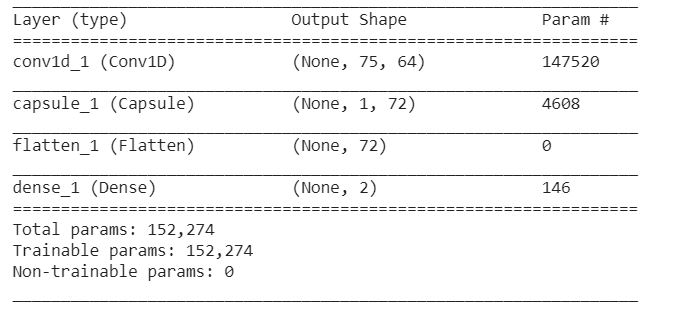 Layer (type) Output Shape Param #
conv1d_1 (Conv1D) (None, 75, 64) 147520
capsule_1 (Capsule) (None, 1, 72) 4608
flatten_1 (Flatten) (None, 72) 0
dense_1 (Dense) (None, 2) 146
Total params: 152,274
Trainable params: 152,274
Non-trainable params: 0